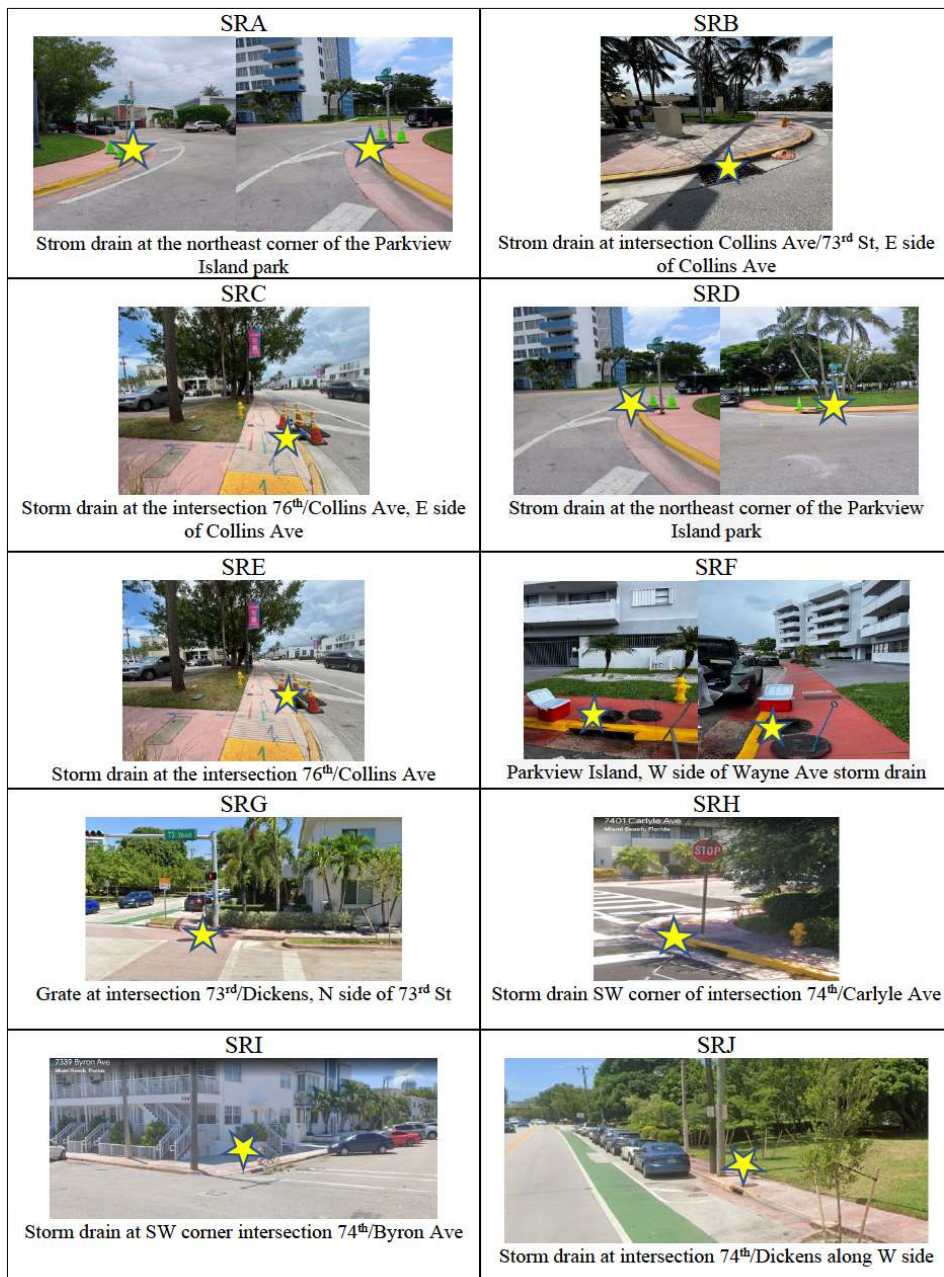 SRA
Strom drain at the northeast corner of the Parkview
Island park
SRB
Strom drain at intersection Collins Ave/73rd St, E side
of Collins Ave
SRC
Storm drain at the intersection 76th/Collins Ave, E side
of Collins Ave
SRD
Strom drain at the northeast corner of the Parkview
Island park
SRE
Storm drain at the intersection 76th/Collins Ave
SRF
Parkview Island, W side of Wayne Ave storm drain
SRG
73 Street
Grate at intersection 73rd/Dickens, N side of 73rd St
SRH
7401 Carlyle Ave
Miami Beach, Florida
STOP
Storm drain SW corner of intersection 74th/Carlyle Ave
SRI
7339 Byron Ave
Miami Beach, Florida
Storm drain at SW corner intersection 74th/Byron Ave
SRJ
Storm drain at intersection 74th/Dickens along W side